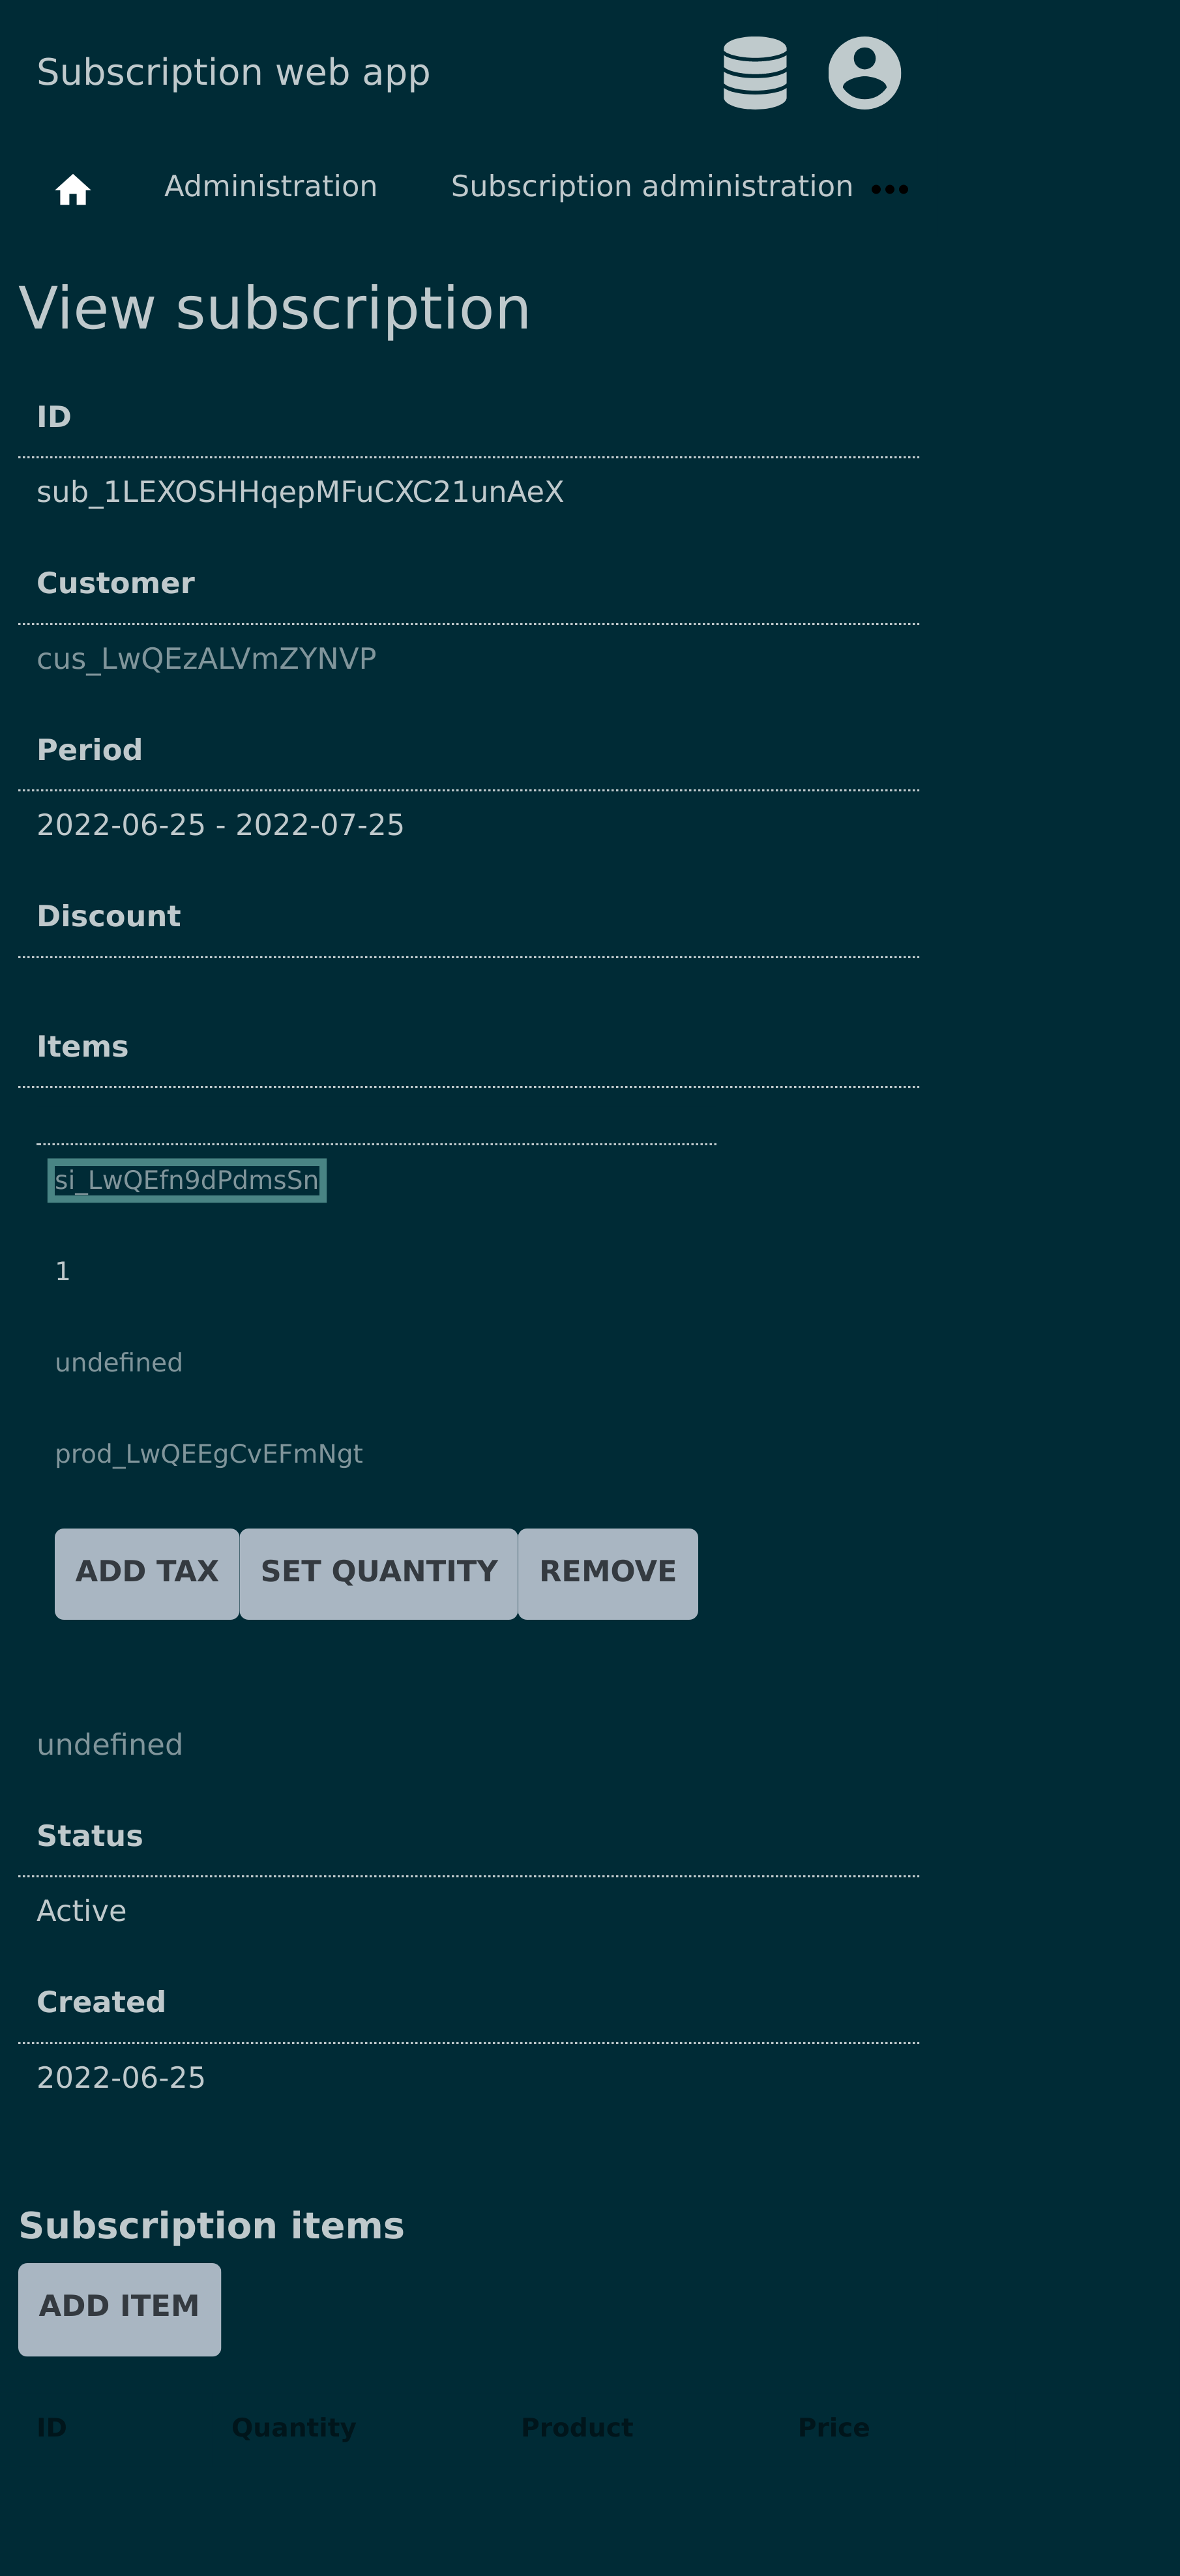 Subscription web app
Administration Subscription administration
View subscription
ID
sub_1LEXOSHHqepMFuCXC21unAeX
Customer
cus_LwQEzALVmZYNVP
Period
2022-06-25 - 2022-07-25
Discount
Items
si_LwQEfn9dPdmsSn
1
undefined
prod_LwQEEgCvEFmNgt
ADD TAX SET QUANTITY REMOVE
undefined
Status
Active
Created
2022-06-25
Subscription items
ADD ITEM
ID Quantity Product Price